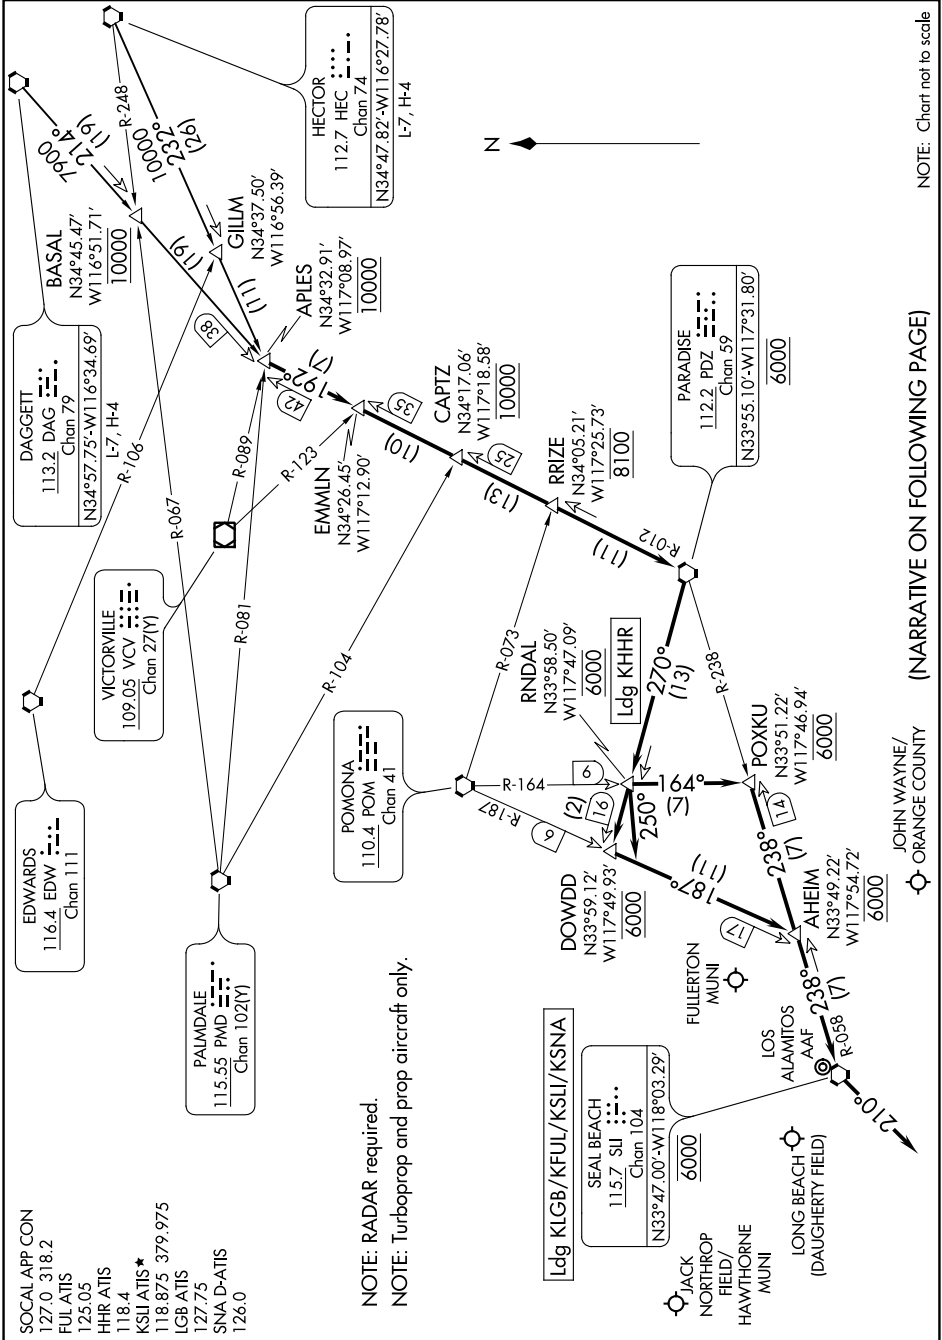 SOCAL APP CON
127.0 318.2
FUL ATIS
125.05
HHR ATIS
118.4
KSLI ATIS★
118.875 379.975
LGB ATIS
127.75
SNA D-ATIS
126.0
NOTE: RADAR required.
NOTE: Turboprop and prop aircraft only.
EDWARDS
116.4 EDW
Chan 111
PALMDALE
115.55 PMD
Chan 102(Y)
VICTORVILLE
109.05 VCV
Chan 27(Y)
DAGGETT
113.2 DAG
Chan 79
N34°57.75'-W116°34.69'
L-7, H-4
HECTOR
112.7 HEC
Chan 74
N34°47.82'-W116°27.78'
L-7, H-4
BASAL
N34°45.47'
W116°51.71'
10000
7900
214°
(19)
R-248
10000
232°
(26)
GILLM
N34°37.50'
W116°56.39'
(19)
(11)
APLES
N34°32.91'
W117°08.97'
10000
R-106
R-067
R-089
R-081
R-123
R-104
38
42
192°
(7)
EMMLN
N34°26.45'
W117°12.90'
35
(10)
CAPTZ
N34°17.06'
W117°18.58'
10000
25
(13)
RRIZE
N34°05.21'
W117°25.73'
8100
R-073
(11)
R-012
PARADISE
112.2 PDZ
Chan 59
N33°55.10'-W117°31.80'
6000
POMONA
110.4 POM
Chan 41
R-164
R-187
6
9
RNDAL
N33°58.50'
W117°47.09'
6000
Ldg KHHR
270°
(13)
R-238
(2)
16
250°
164°
(7)
POXKU
N33°51.22'
W117°46.94'
6000
14
238°
(7)
DOWDD
N33°59.12'
W117°49.93'
6000
187°
(11)
17
AHEIM
N33°49.22'
W117°54.72'
6000
238°
(7)
R-058
FULLERTON
MUNI
LOS
ALAMITOS
AAF
Ldg KLGB/KFUL/KSLI/KSNA
SEAL BEACH
115.7 SLI
Chan 104
N33°47.00'-W118°03.29'
6000
210°
LONG BEACH
(DAUGHERTY FIELD)
JACK
NORTHROP
FIELD/
HAWTHORNE
MUNI
JOHN WAYNE/
ORANGE COUNTY
N
(NARRATIVE ON FOLLOWING PAGE)
NOTE: Chart not to scale